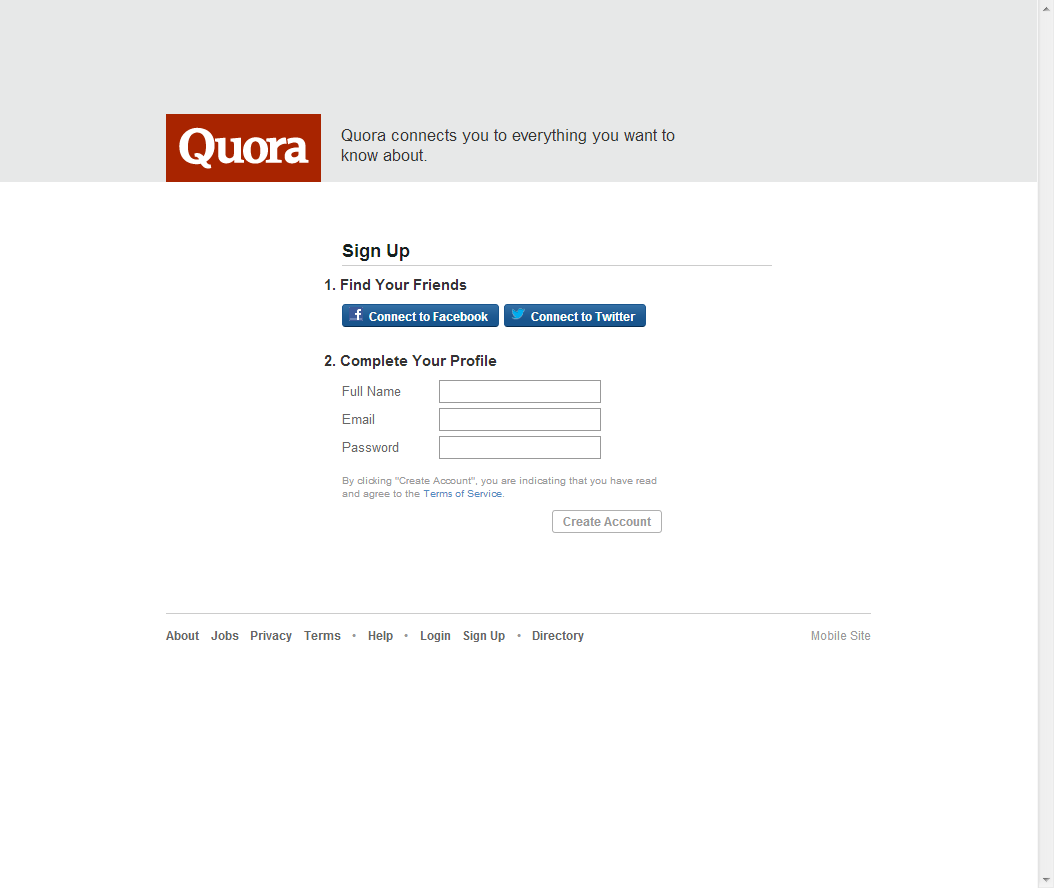 Quora
Quora connects you to everything you want to
know about.
Sign Up
1. Find Your Friends
Connect to Facebook Connect to Twitter
2. Complete Your Profile
Full Name
Email
Password
By clicking "Create Account", you are indicating that you have read
and agree to the Terms of Service.
Create Account
About Jobs Privacy Terms • Help • Login Sign Up • Directory Mobile Site